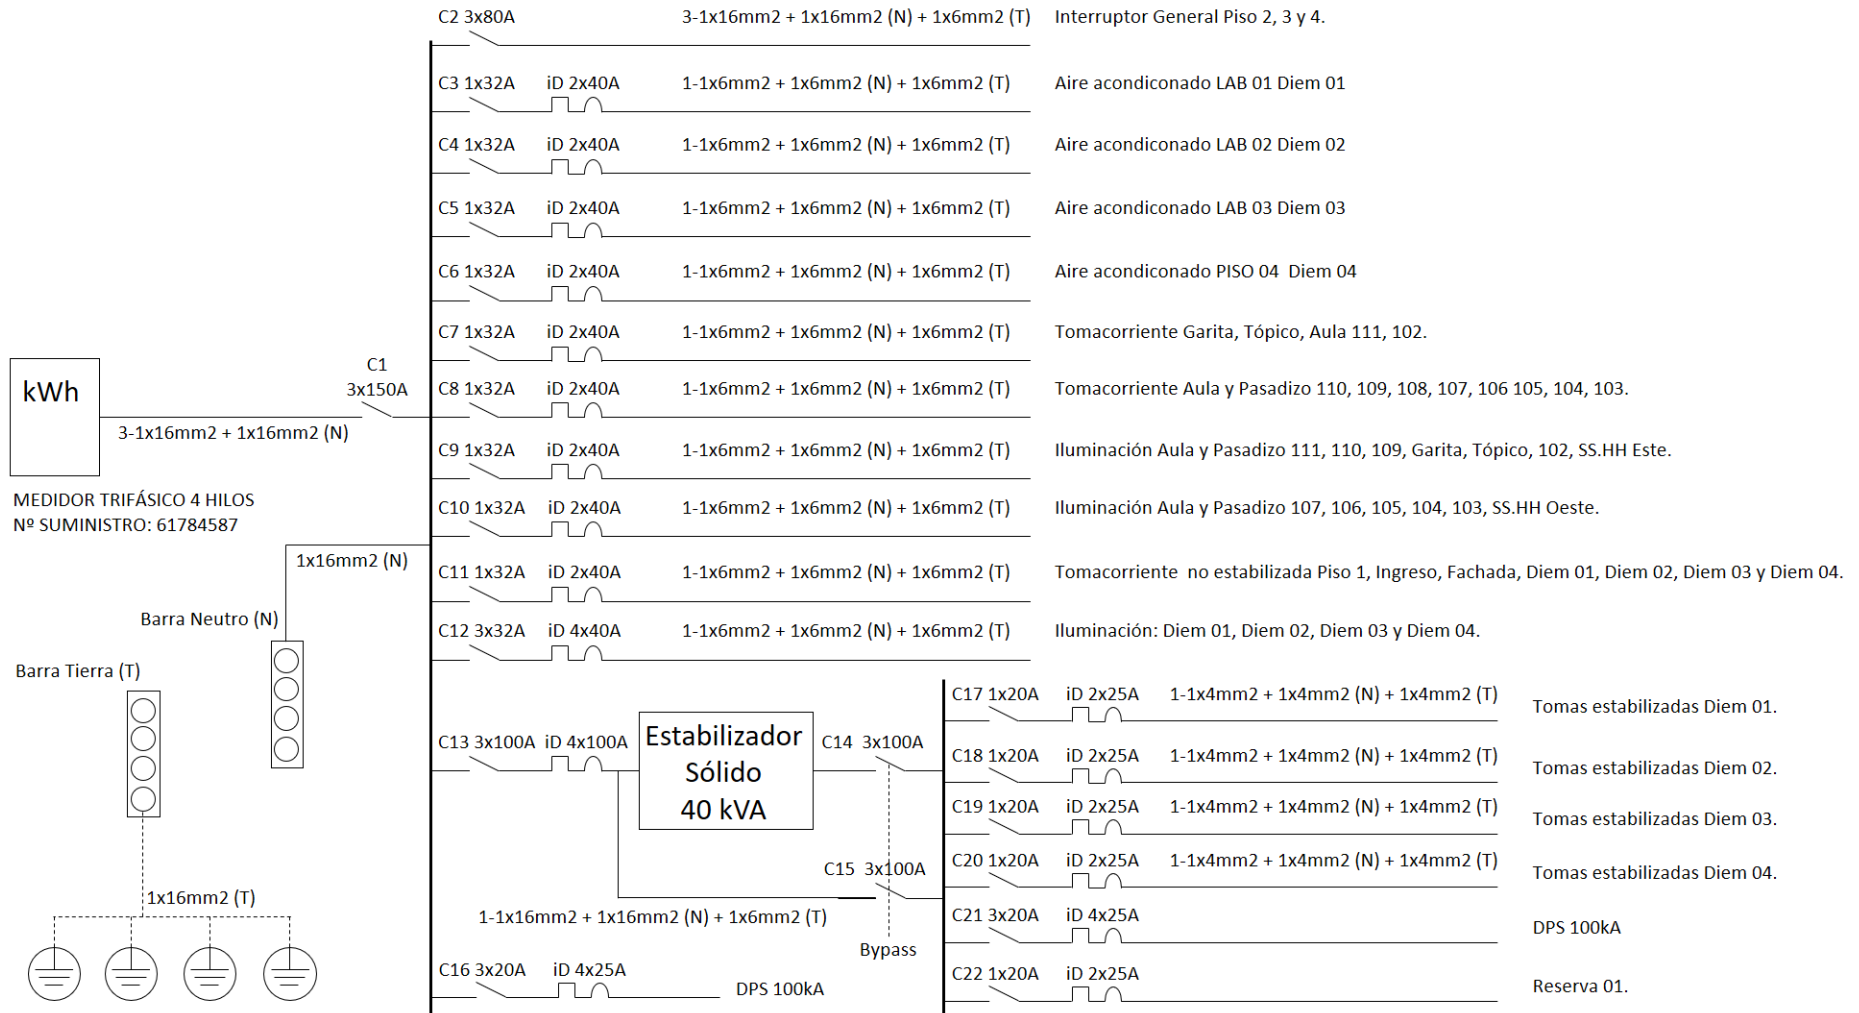 C2 3x80A 3-1x16mm2 + 1x16mm2 (N) + 1x6mm2 (T) Interruptor General Piso 2, 3 y 4.
C3 1x32A iD 2x40A 1-1x6mm2 + 1x6mm2 (N) + 1x6mm2 (T) Aire acondiconado LAB 01 Diem 01
C4 1x32A iD 2x40A 1-1x6mm2 + 1x6mm2 (N) + 1x6mm2 (T) Aire acondiconado LAB 02 Diem 02
C5 1x32A iD 2x40A 1-1x6mm2 + 1x6mm2 (N) + 1x6mm2 (T) Aire acondiconado LAB 03 Diem 03
C6 1x32A iD 2x40A 1-1x6mm2 + 1x6mm2 (N) + 1x6mm2 (T) Aire acondiconado PISO 04 Diem 04
C7 1x32A iD 2x40A 1-1x6mm2 + 1x6mm2 (N) + 1x6mm2 (T) Tomacorriente Garita, Tópico, Aula 111, 102.
C1
3x150A
kWh
C8 1x32A iD 2x40A 1-1x6mm2 + 1x6mm2 (N) + 1x6mm2 (T) Tomacorriente Aula y Pasadizo 110, 109, 108, 107, 106 105, 104, 103.
3-1x16mm2 + 1x16mm2 (N)
C9 1x32A iD 2x40A 1-1x6mm2 + 1x6mm2 (N) + 1x6mm2 (T) Iluminación Aula y Pasadizo 111, 110, 109, Garita, Tópico, 102, SS.HH Este.
MEDIDOR TRIFÁSICO 4 HILOS
Nº SUMINISTRO: 61784587
C10 1x32A iD 2x40A 1-1x6mm2 + 1x6mm2 (N) + 1x6mm2 (T) Iluminación Aula y Pasadizo 107, 106, 105, 104, 103, SS.HH Oeste.
1x16mm2 (N)
C11 1x32A iD 2x40A 1-1x6mm2 + 1x6mm2 (N) + 1x6mm2 (T) Tomacorriente no estabilizada Piso 1, Ingreso, Fachada, Diem 01, Diem 02, Diem 03 y Diem 04.
Barra Neutro (N)
C12 3x32A iD 4x40A 1-1x6mm2 + 1x6mm2 (N) + 1x6mm2 (T) Iluminación: Diem 01, Diem 02, Diem 03 y Diem 04.
Barra Tierra (T)
C17 1x20A iD 2x25A 1-1x4mm2 + 1x4mm2 (N) + 1x4mm2 (T) Tomas estabilizadas Diem 01.
C13 3x100A iD 4x100A
Estabilizador
Sólido
40 kVA
C14 3x100A
C18 1x20A iD 2x25A 1-1x4mm2 + 1x4mm2 (N) + 1x4mm2 (T) Tomas estabilizadas Diem 02.
C19 1x20A iD 2x25A 1-1x4mm2 + 1x4mm2 (N) + 1x4mm2 (T) Tomas estabilizadas Diem 03.
C15 3x100A
C20 1x20A iD 2x25A 1-1x4mm2 + 1x4mm2 (N) + 1x4mm2 (T) Tomas estabilizadas Diem 04.
1x16mm2 (T)
1-1x16mm2 + 1x16mm2 (N) + 1x6mm2 (T)
C21 3x20A iD 4x25A DPS 100kA
Bypass
C16 3x20A iD 4x25A DPS 100kA
C22 1x20A iD 2x25A Reserva 01.